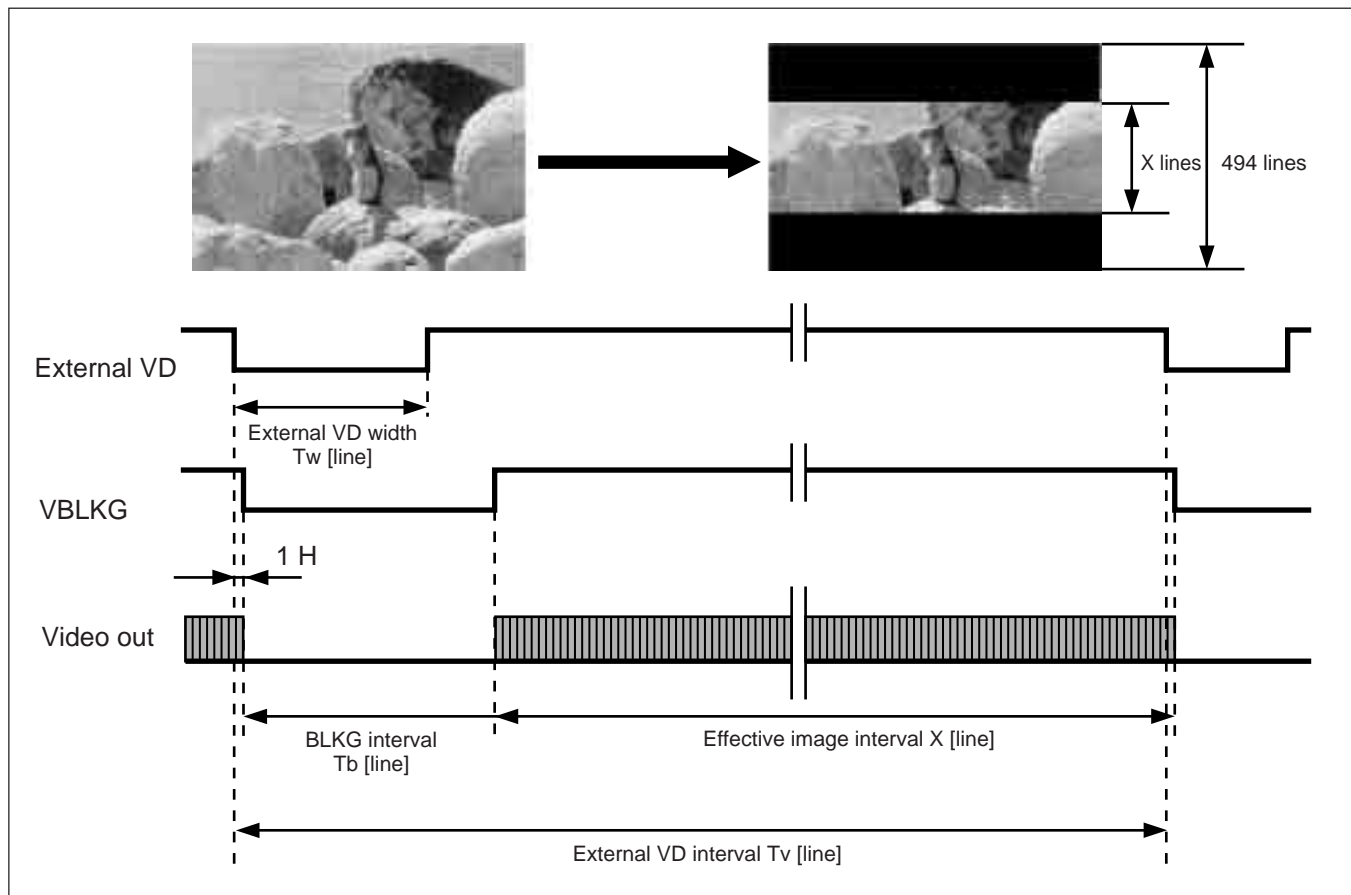 X lines
494 lines
External VD
External VD width
Tw [line]
VBLKG
1 H
Video out
BLKG interval
Tb [line]
Effective image interval X [line]
External VD interval Tv [line]